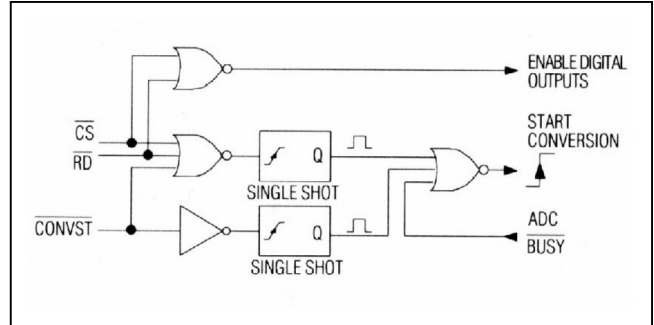 ENABLE DIGITAL
OUTPUTS
START
CONVERSION
CS
RD
Q
SINGLE SHOT
CONVST
Q
SINGLE SHOT
ADC
BUSY